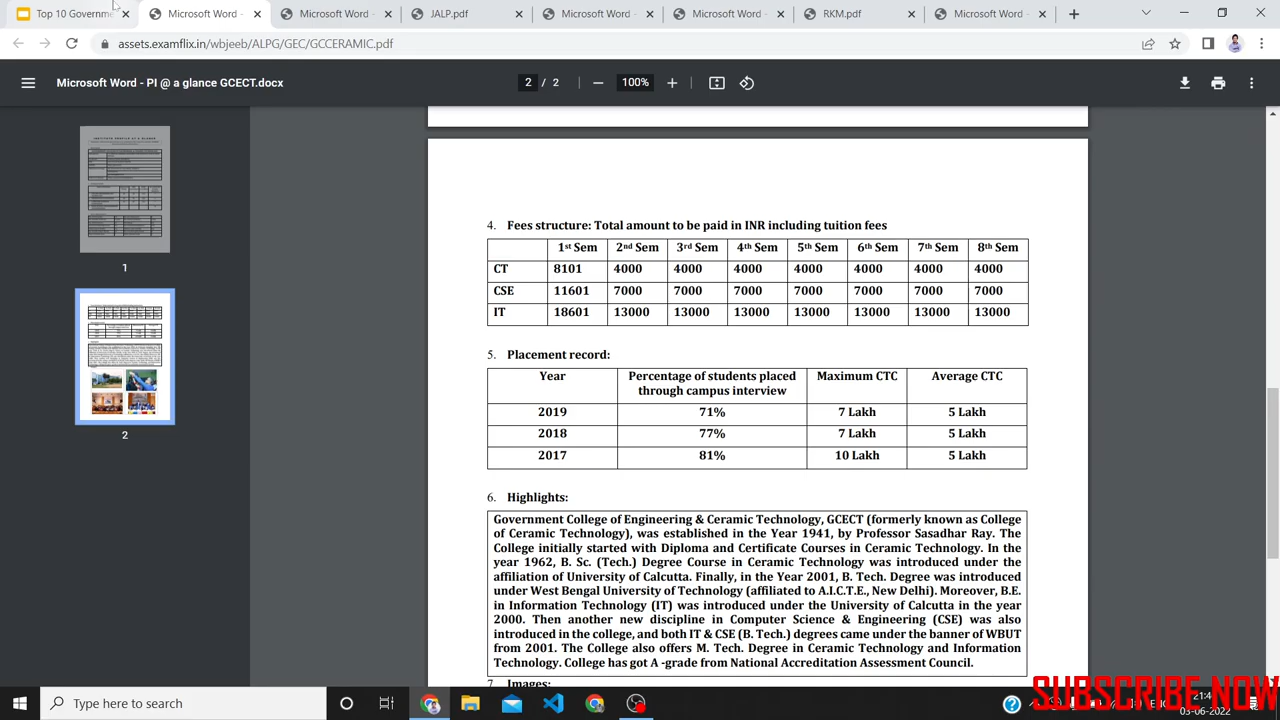 Top 10 Governm
Microsoft Word -
Microsoft Word -
JALP.pdf
Microsoft Word -
Microsoft Word -
RKM.pdf
Microsoft Word -
assets.examflix.in/wbjeeb/ALPG/GEC/GCCERAMIC.pdf
Microsoft Word - PI @ a glance GCECT.docx
2 / 2
100%
4. Fees structure: Total amount to be paid in INR including tuition fees
1st Sem 2nd Sem 3rd Sem 4th Sem 5th Sem 6th Sem 7th Sem 8th Sem
CT 8101 4000 4000 4000 4000 4000 4000 4000
CSE 11601 7000 7000 7000 7000 7000 7000 7000
IT 18601 13000 13000 13000 13000 13000 13000 13000
5. Placement record:
Year Percentage of students placed Maximum CTC Average CTC
through campus interview
2019 71% 7 Lakh 5 Lakh
2018 77% 7 Lakh 5 Lakh
2017 81% 10 Lakh 5 Lakh
6. Highlights:
Government College of Engineering & Ceramic Technology, GCECT (formerly known as College
of Ceramic Technology), was established in the Year 1941, by Professor Sasadhar Ray. The
College initially started with Diploma and Certificate Courses in Ceramic Technology. In the
year 1962, B. Sc. (Tech.) Degree Course in Ceramic Technology was introduced under the
affiliation of University of Calcutta. Finally, in the Year 2001, B. Tech. Degree was introduced
under West Bengal University of Technology (affiliated to A.I.C.T.E., New Delhi). Moreover, B.E.
in Information Technology (IT) was introduced under the University of Calcutta in the year
2000. Then another new discipline in Computer Science & Engineering (CSE) was also
introduced in the college, and both IT & CSE (B. Tech.) degrees came under the banner of WBUT
from 2001. The College also offers M. Tech. Degree in Ceramic Technology and Information
Technology. College has got A -grade from National Accreditation Assessment Council.
7. Images:
1
2
Type here to search
SUBSCRIBE NOW
03-06-2022